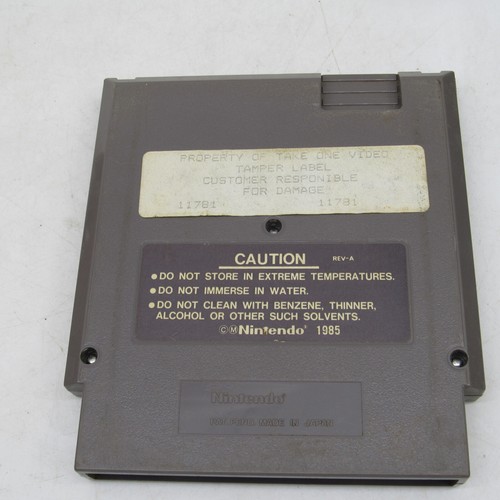 PROPERTY OF TAKE ONE VIDEO
TAMPER LABEL
CUSTOMER RESPONIBLE
FOR DAMAGE
11781 11781
CAUTION REV-A
● DO NOT STORE IN EXTREME TEMPERATURES.
● DO NOT IMMERSE IN WATER.
● DO NOT CLEAN WITH BENZENE, THINNER,
ALCOHOL OR OTHER SUCH SOLVENTS.
©ⓂNintendo® 1985
Nintendo®
MADE IN JAPAN